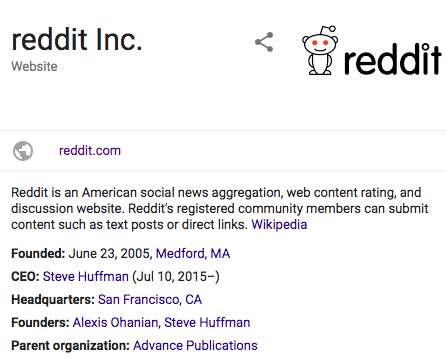 reddit Inc.
Website
reddit
reddit.com
Reddit is an American social news aggregation, web content rating, and
discussion website. Reddit's registered community members can submit
content such as text posts or direct links. Wikipedia
Founded: June 23, 2005, Medford, MA
CEO: Steve Huffman (Jul 10, 2015–)
Headquarters: San Francisco, CA
Founders: Alexis Ohanian, Steve Huffman
Parent organization: Advance Publications